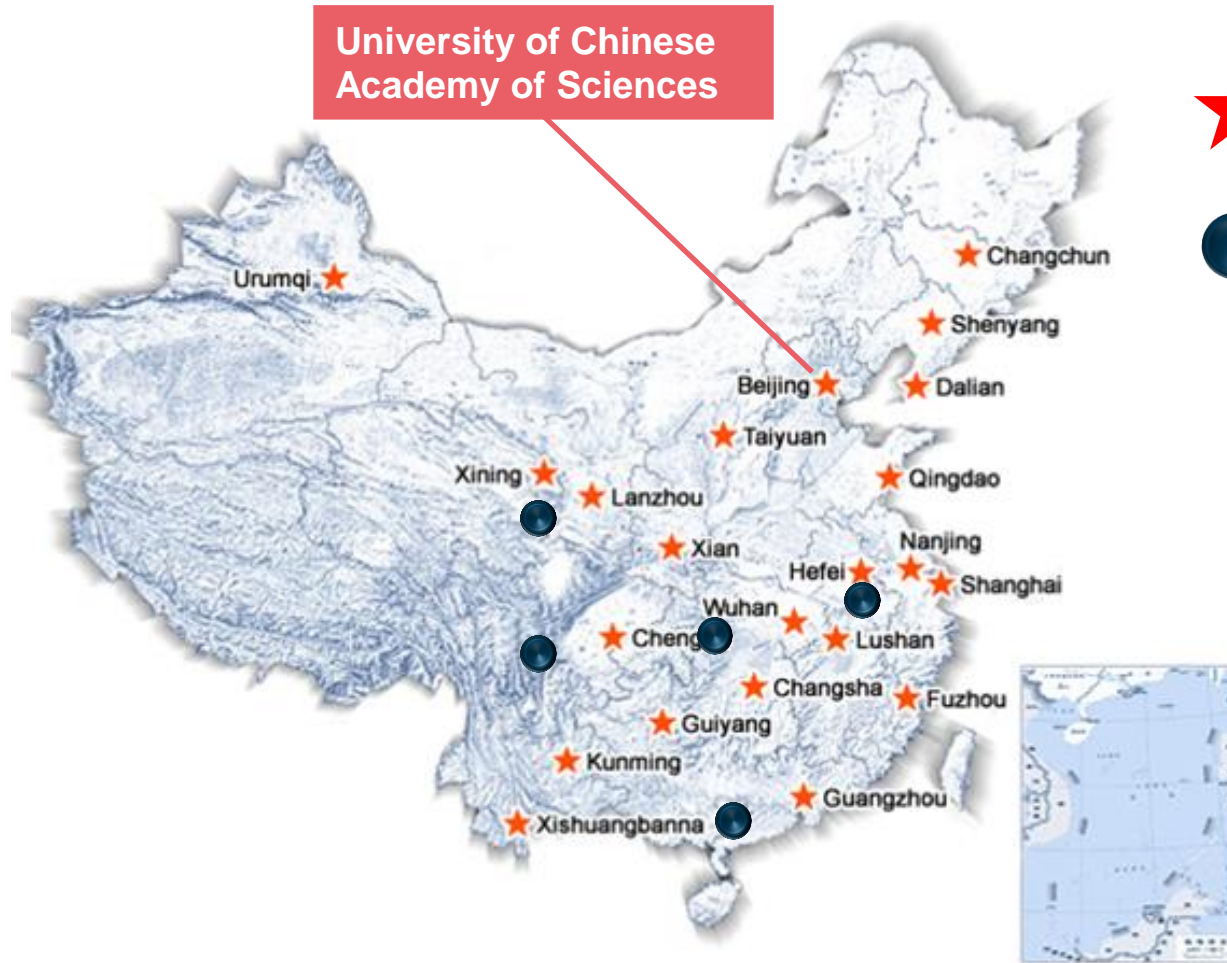 University of Chinese
Academy of Sciences
Changchun
Urumqi
Shenyang
Beijing
Dalian
Taiyuan
Xining
Qingdao
Lanzhou
Xian
Nanjing
Hefei
Shanghai
Wuhan
Cheng
Lushan
Changsha
Fuzhou
Guiyang
Kunming
Guangzhou
Xishuangbanna